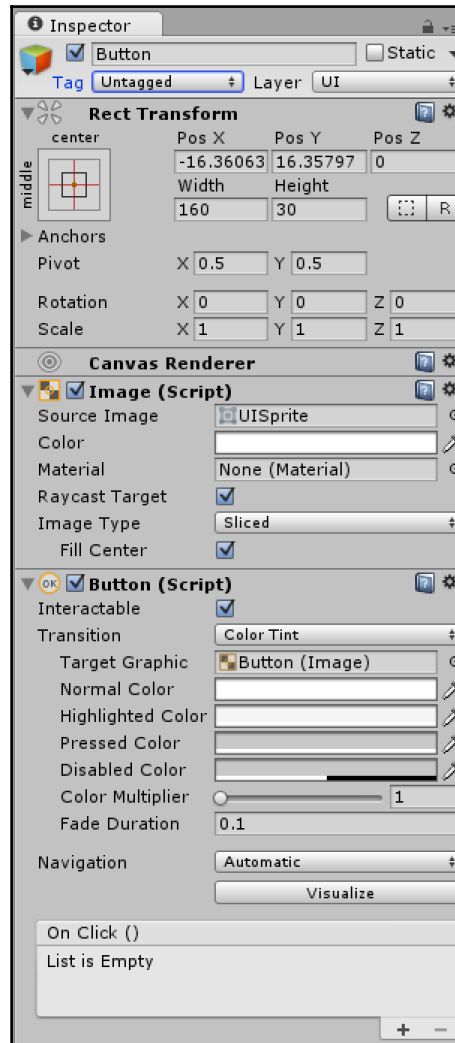 Inspector
Button Static
Tag Untagged Layer UI
Rect Transform
center Pos X Pos Y Pos Z
middle -16.36063 16.35797 0
Width Height
160 30 R
Anchors
Pivot X 0.5 Y 0.5
Rotation X 0 Y 0 Z 0
Scale X 1 Y 1 Z 1
Canvas Renderer
Image (Script)
Source Image UISprite
Color
Material None (Material)
Raycast Target
Image Type Sliced
Fill Center
OK Button (Script)
Interactable
Transition Color Tint
Target Graphic Button (Image)
Normal Color
Highlighted Color
Pressed Color
Disabled Color
Color Multiplier 1
Fade Duration 0.1
Navigation Automatic
Visualize
On Click ()
List is Empty
+ −